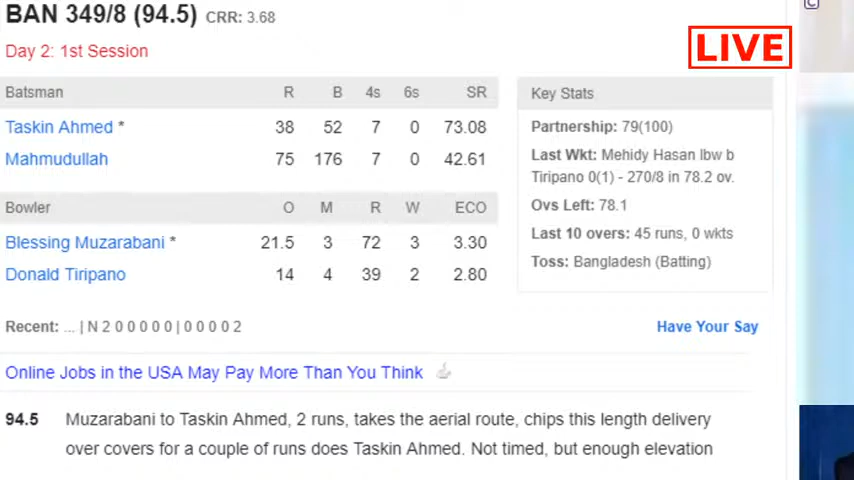 BAN 349/8 (94.5) CRR: 3.68
LIVE
Day 2: 1st Session
Batsman R B 4s 6s SR
Taskin Ahmed * 38 52 7 0 73.08
Mahmudullah 75 176 7 0 42.61
Bowler O M R W ECO
Blessing Muzarabani * 21.5 3 72 3 3.30
Donald Tiripano 14 4 39 2 2.80
Key Stats
Partnership: 79(100)
Last Wkt: Mehidy Hasan lbw b
Tiripano 0(1) - 270/8 in 78.2 ov.
Ovs Left: 78.1
Last 10 overs: 45 runs, 0 wkts
Toss: Bangladesh (Batting)
Recent: ... | N 2 0 0 0 0 0 | 0 0 0 0 2
Have Your Say
Online Jobs in the USA May Pay More Than You Think
94.5 Muzarabani to Taskin Ahmed, 2 runs, takes the aerial route, chips this length delivery
over covers for a couple of runs does Taskin Ahmed. Not timed, but enough elevation